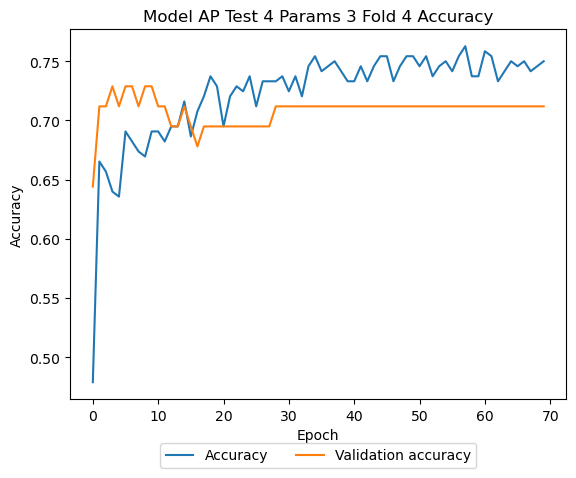 Model AP Test 4 Params 3 Fold 4 Accuracy
Accuracy
0.75
0.70
0.65
0.60
0.55
0.50
0 10 20 30 40 50 60 70
Epoch
Accuracy Validation accuracy